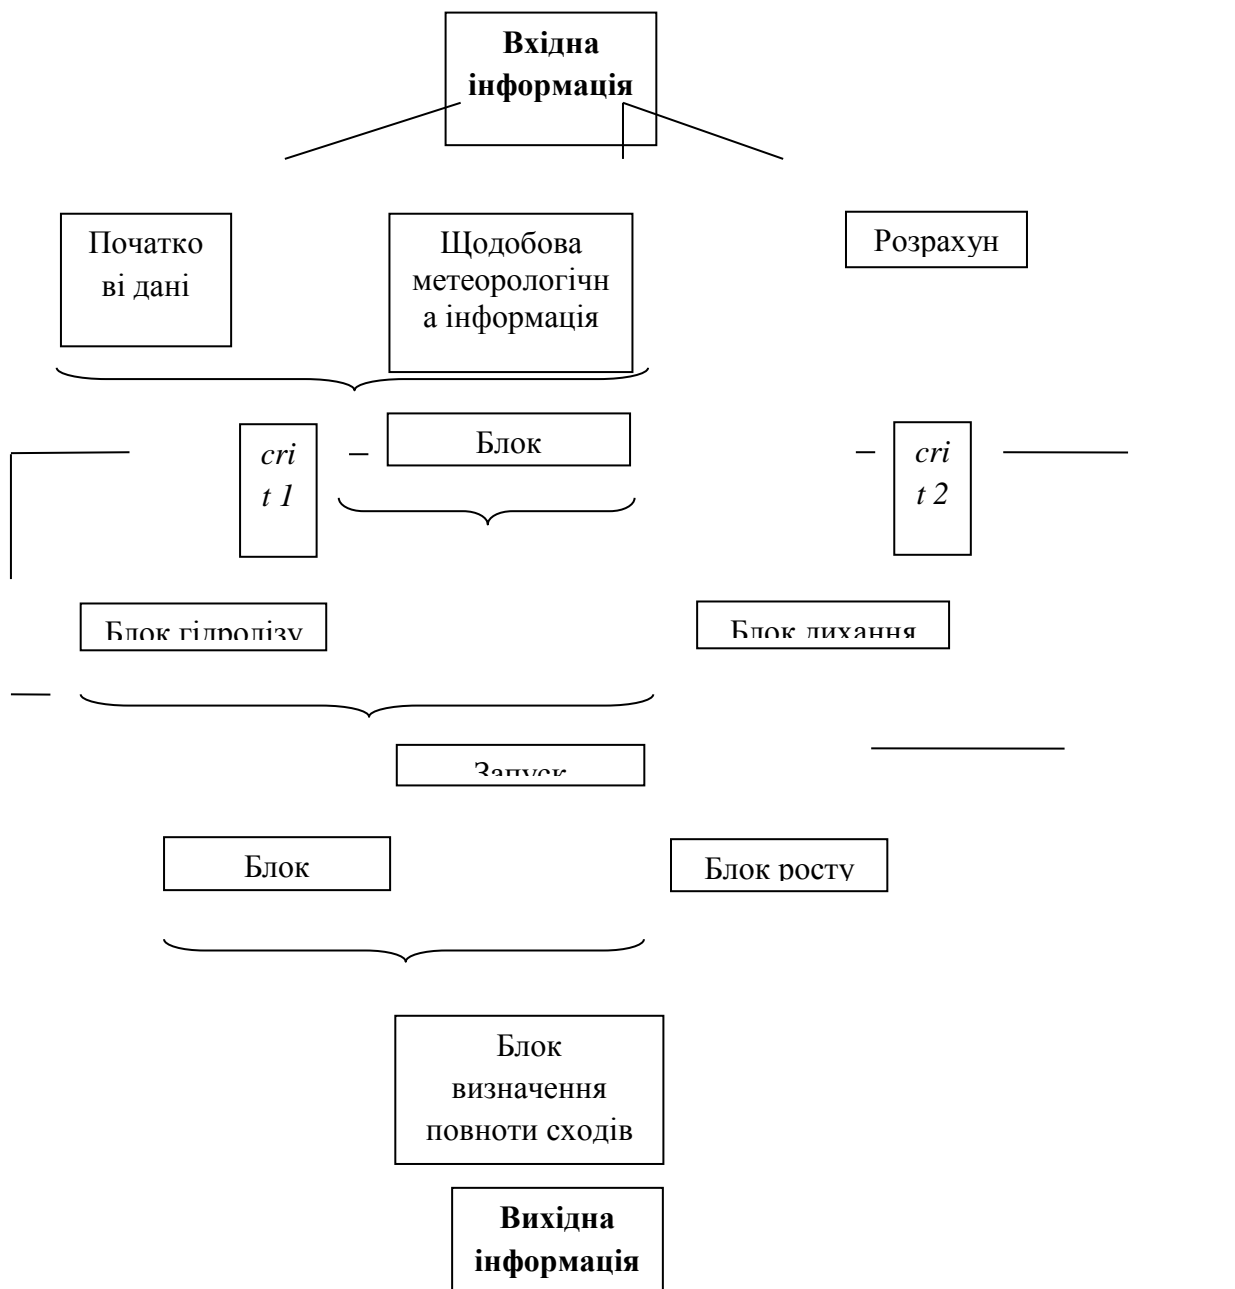 Вхідна
інформація
Початко
ві дані
Щодобова
метеорологічн
а інформація
Розрахун
cri
t 1
Блок
cri
t 2
Блок гідролізу
Блок дихання
Запуск
Блок
Блок росту
Блок
визначення
повноти сходів
Вихідна
інформація